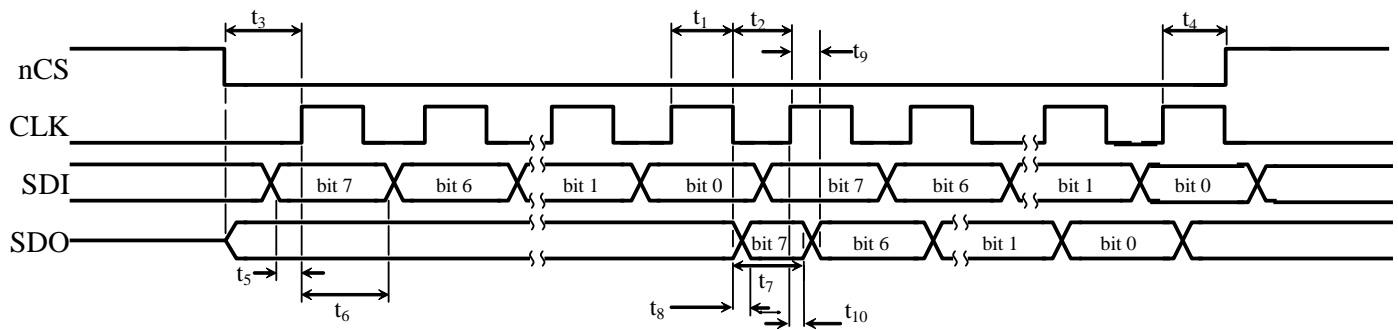 t3 t1 t2 t4
nCS t9
CLK
SDI bit 7 bit 6 bit 1 bit 0 bit 7 bit 6 bit 1 bit 0
SDO bit 7 bit 6 bit 1 bit 0
t5 t7
t6 t8 t10